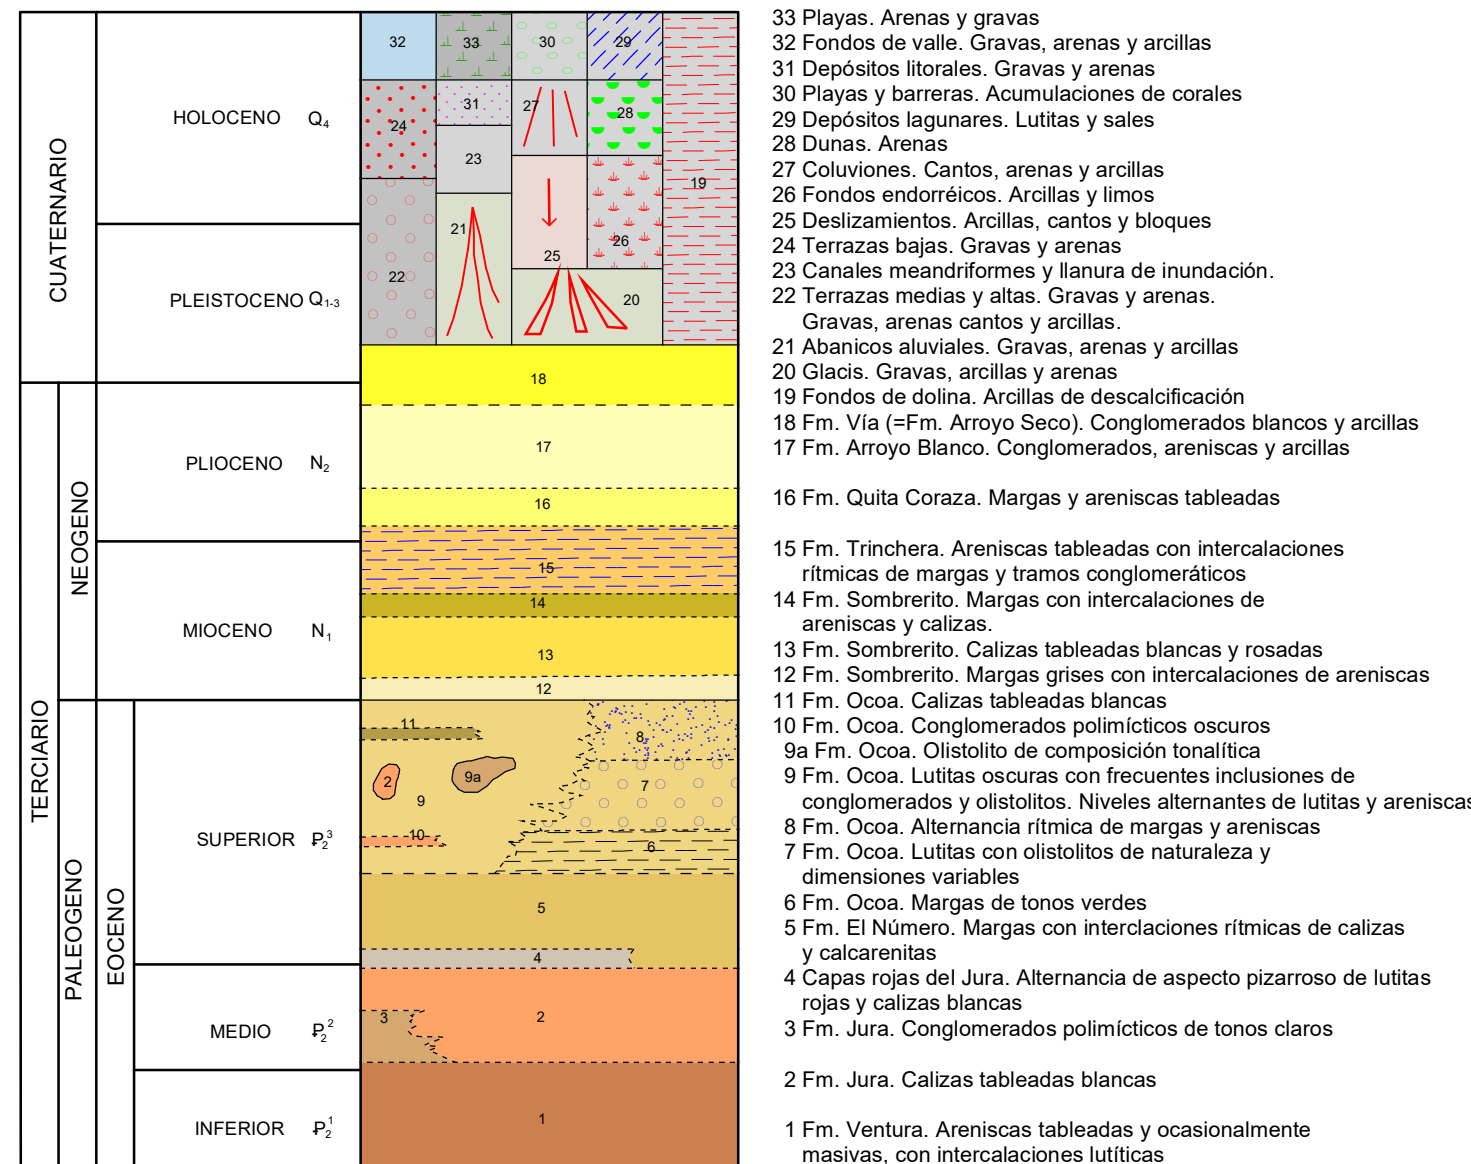 CUATERNARIO
TERCIARIO
NEOGENO
PALEOGENO
EOCENO
HOLOCENO Q4
PLEISTOCENO Q1-3
PLIOCENO N2
MIOCENO N1
SUPERIOR P2 3
MEDIO P2 2
INFERIOR P2 1
32
33
30
29
31
27
28
24
23
19
21
26
25
22
20
18
17
16
15
14
13
12
11
8
2
9a
7
9
10
6
5
4
3
2
1
33 Playas. Arenas y gravas
32 Fondos de valle. Gravas, arenas y arcillas
31 Depósitos litorales. Gravas y arenas
30 Playas y barreras. Acumulaciones de corales
29 Depósitos lagunares. Lutitas y sales
28 Dunas. Arenas
27 Coluviones. Cantos, arenas y arcillas
26 Fondos endorréicos. Arcillas y limos
25 Deslizamientos. Arcillas, cantos y bloques
24 Terrazas bajas. Gravas y arenas
23 Canales meandriformes y llanura de inundación.
22 Terrazas medias y altas. Gravas y arenas.
Gravas, arenas cantos y arcillas.
21 Abanicos aluviales. Gravas, arenas y arcillas
20 Glacis. Gravas, arcillas y arenas
19 Fondos de dolina. Arcillas de descalcificación
18 Fm. Vía (=Fm. Arroyo Seco). Conglomerados blancos y arcillas
17 Fm. Arroyo Blanco. Conglomerados, areniscas y arcillas
16 Fm. Quita Coraza. Margas y areniscas tableadas
15 Fm. Trinchera. Areniscas tableadas con intercalaciones
rítmicas de margas y tramos conglomeráticos
14 Fm. Sombrerito. Margas con intercalaciones de
areniscas y calizas.
13 Fm. Sombrerito. Calizas tableadas blancas y rosadas
12 Fm. Sombrerito. Margas grises con intercalaciones de areniscas
11 Fm. Ocoa. Calizas tableadas blancas
10 Fm. Ocoa. Conglomerados polimícticos oscuros
9a Fm. Ocoa. Olistolito de composición tonalítica
9 Fm. Ocoa. Lutitas oscuras con frecuentes inclusiones de
conglomerados y olistolitos. Niveles alternantes de lutitas y areniscas
8 Fm. Ocoa. Alternancia rítmica de margas y areniscas
7 Fm. Ocoa. Lutitas con olistolitos de naturaleza y
dimensiones variables
6 Fm. Ocoa. Margas de tonos verdes
5 Fm. El Número. Margas con interclaciones rítmicas de calizas
y calcarenitas
4 Capas rojas del Jura. Alternancia de aspecto pizarroso de lutitas
rojas y calizas blancas
3 Fm. Jura. Conglomerados polimícticos de tonos claros
2 Fm. Jura. Calizas tableadas blancas
1 Fm. Ventura. Areniscas tableadas y ocasionalmente
masivas, con intercalaciones lutíticas